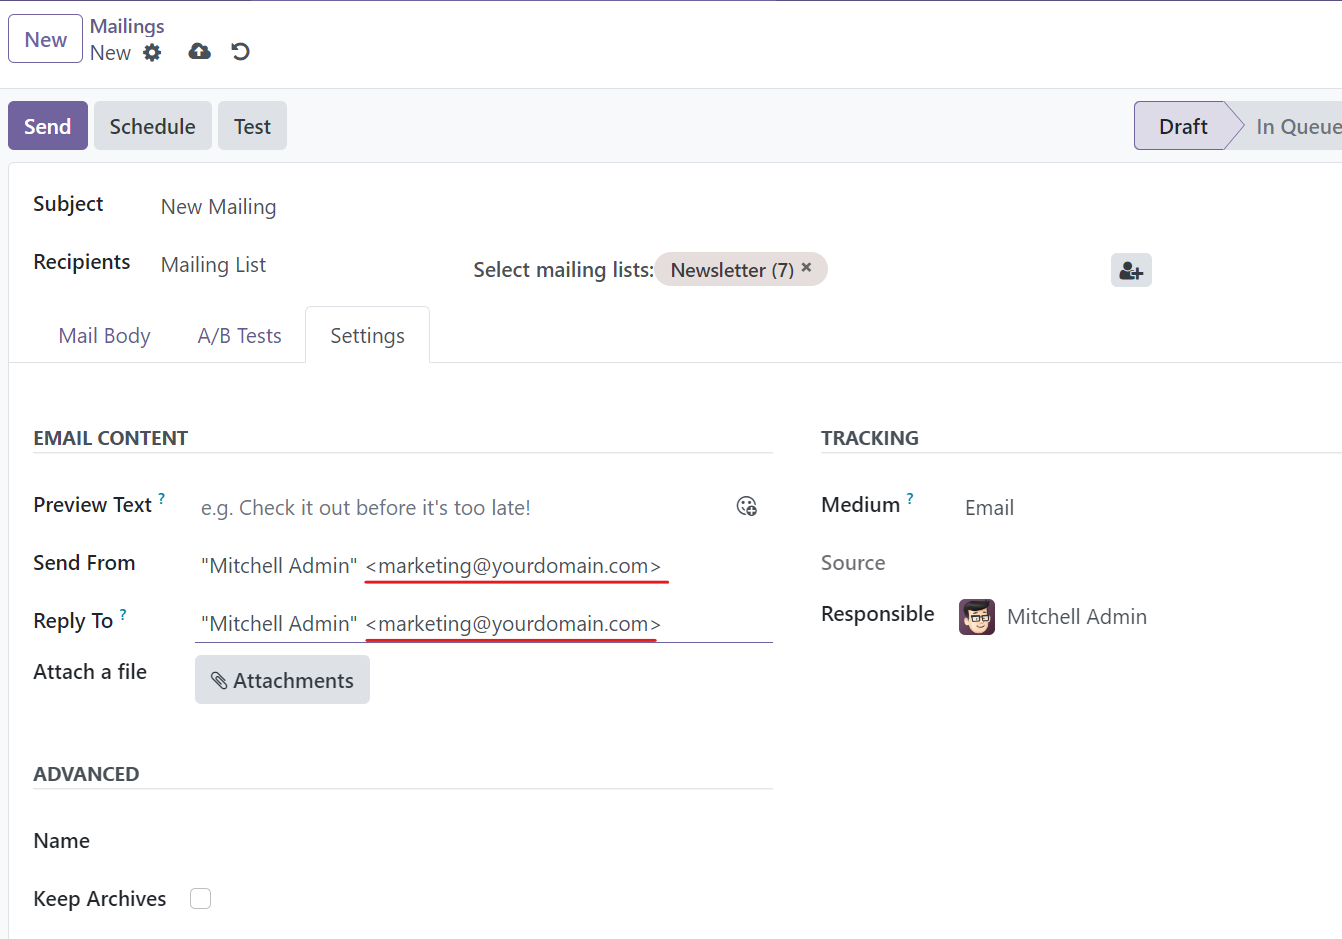 New
Mailings
New
Send
Schedule
Test
Draft
In Queue
Subject
New Mailing
Recipients
Mailing List
Select mailing lists:
Newsletter (7) ×
Mail Body
A/B Tests
Settings
EMAIL CONTENT
Preview Text ?
e.g. Check it out before it's too late!
Send From
"Mitchell Admin" <marketing@yourdomain.com>
Reply To ?
"Mitchell Admin" <marketing@yourdomain.com>
Attach a file
Attachments
TRACKING
Medium ?
Email
Source
Responsible
Mitchell Admin
ADVANCED
Name
Keep Archives